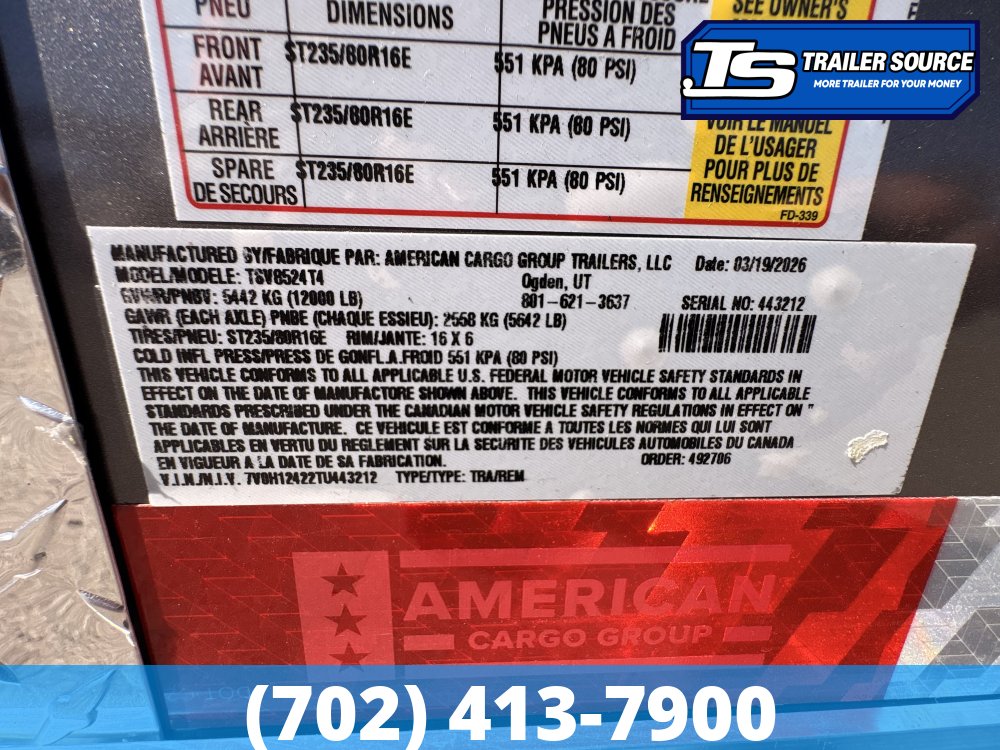 PNEU DIMENSIONS PRESSION DES PNEUS A FROID SEE OWNER'S
TS TRAILER SOURCE
MORE TRAILER FOR YOUR MONEY
FRONT AVANT ST235/80R16E 551 KPA (80 PSI)
REAR ARRIÈRE ST235/80R16E 551 KPA (80 PSI)
SPARE DE SECOURS ST235/80R16E 551 KPA (80 PSI)
VOIR LE MANUEL
DE L'USAGER
POUR PLUS DE
RENSEIGNEMENTS
FD-339
MANUFACTURED BY/FABRIQUE PAR: AMERICAN CARGO GROUP TRAILERS, LLC Date: 03/19/2026
MODEL/MODELE: TSV8524T4 Ogden, UT
GVWR/PNBV: 5442 KG (12000 LB) 801-621-3637 SERIAL NO: 443212
GAWR (EACH AXLE) PNBE (CHAQUE ESSIEU): 2558 KG (5642 LB)
TIRES/PNEU: ST235/80R16E RIM/JANTE: 16 X 6
COLD INFL PRESS/PRESS DE GONFL.A.FROID 551 KPA (80 PSI)
THIS VEHICLE CONFORMS TO ALL APPLICABLE U.S. FEDERAL MOTOR VEHICLE SAFETY STANDARDS IN
EFFECT ON THE DATE OF MANUFACTORE SHOWN ABOVE. THIS VEHICLE CONFORMS TO ALL APPLICABLE
STANDARDS PRESCRIBED UNDER THE CANADIAN MOTOR VEHICLE SAFETY REGULATIONS IN EFFECT ON "
THE DATE OF MANUFACTURE. CE VEHICULE EST CONFORME A TOUTES LES NORMES QUI LUI SONT
APPLICABLES EN VERTU DU REGLEMENT SUR LA SECURITE DES VEHICULES AUTOMOBILES DU CANADA
EN VIGUEUR A LA DATE DE SA FABRICATION. ORDER: 492706
V.I.N./N.I.V. 7V0H12422TU443212 TYPE/TYPE: TRA/REM
AMERICAN
CARGO GROUP
(702) 413-7900